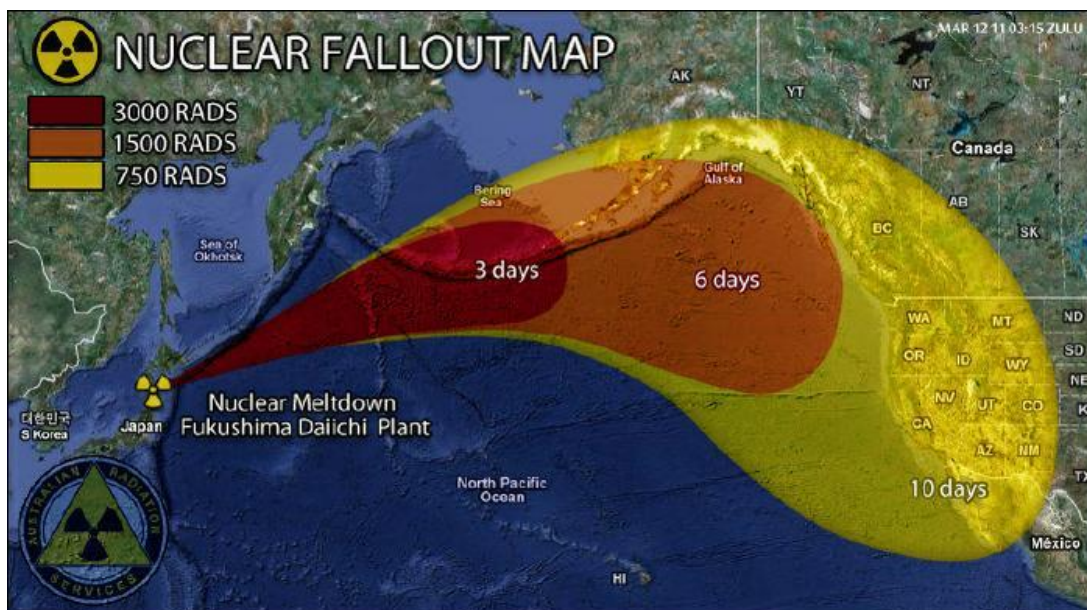 MAR 12 11 03:15 ZULU
NUCLEAR FALLOUT MAP
3000 RADS
1500 RADS
750 RADS
AK
YT
NT
Canada
Gulf of
Alaska
Bering
Sea
AB
BC
SK
Sea of
Okhotsk
3 days
6 days
WA
MT
ND
OR
ID
WY
SD
NE
NV
UT
CO
K
CA
AZ
NM
TX
대한민국
S Korea
Japan
Nuclear Meltdown
Fukushima Daiichi Plant
North Pacific
Ocean
10 days
México
HI
AUSTRALIAN RADIATION
SERVICES